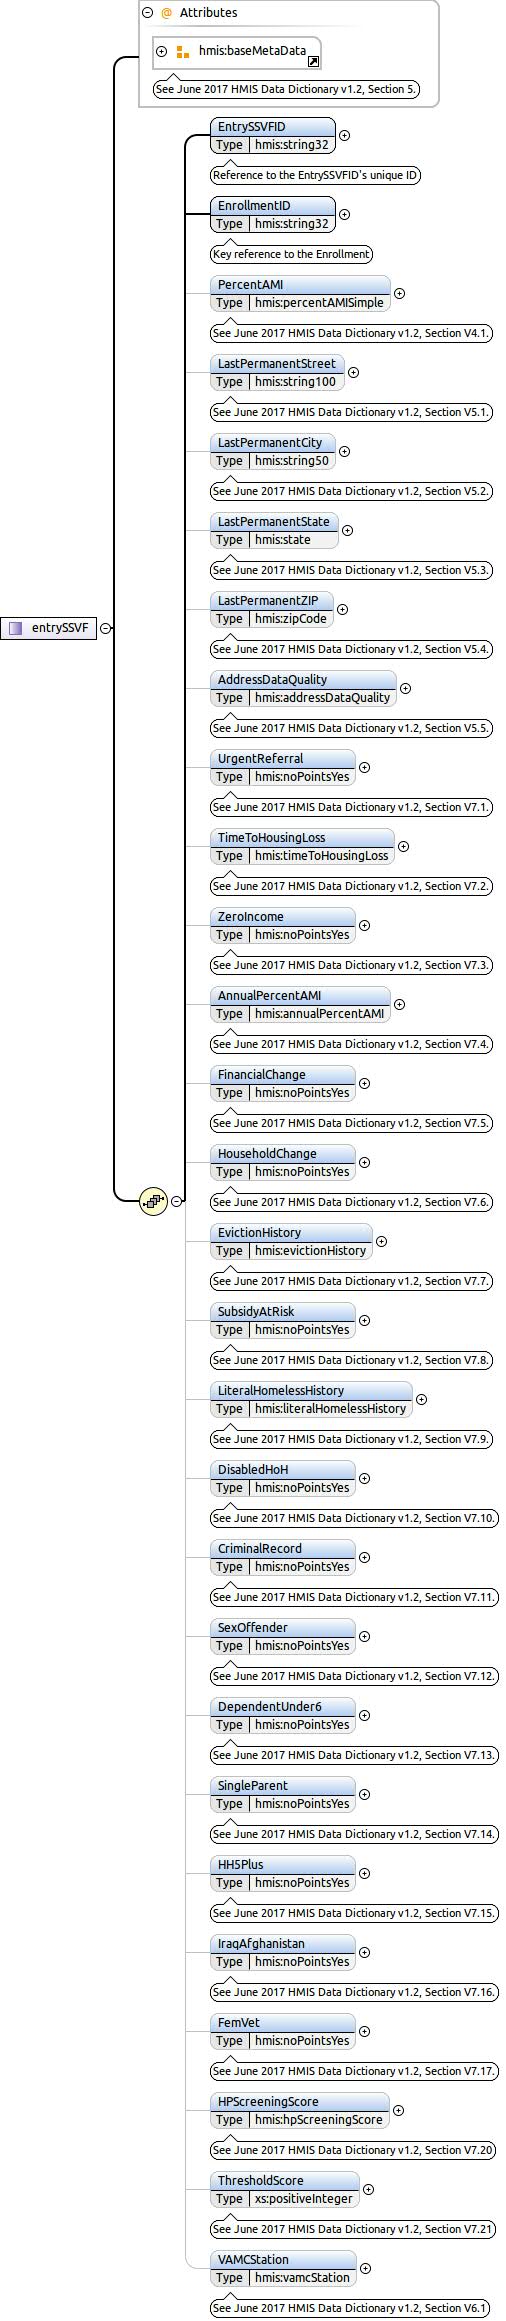 Attributes
hmis:baseMetaData
See June 2017 HMIS Data Dictionary v1.2, Section 5.
EntrySSVFID
Type hmis:string32
Reference to the EntrySSVFID's unique ID
EnrollmentID
Type hmis:string32
Key reference to the Enrollment
PercentAMI
Type hmis:percentAMISimple
See June 2017 HMIS Data Dictionary v1.2, Section V4.1.
LastPermanentStreet
Type hmis:string100
See June 2017 HMIS Data Dictionary v1.2, Section V5.1.
LastPermanentCity
Type hmis:string50
See June 2017 HMIS Data Dictionary v1.2, Section V5.2.
LastPermanentState
Type hmis:state
See June 2017 HMIS Data Dictionary v1.2, Section V5.3.
LastPermanentZIP
Type hmis:zipCode
entrySSVF
See June 2017 HMIS Data Dictionary v1.2, Section V5.4.
AddressDataQuality
Type hmis:addressDataQuality
See June 2017 HMIS Data Dictionary v1.2, Section V5.5.
UrgentReferral
Type hmis:noPointsYes
See June 2017 HMIS Data Dictionary v1.2, Section V7.1.
TimeToHousingLoss
Type hmis:timeToHousingLoss
See June 2017 HMIS Data Dictionary v1.2, Section V7.2.
ZeroIncome
Type hmis:noPointsYes
See June 2017 HMIS Data Dictionary v1.2, Section V7.3.
AnnualPercentAMI
Type hmis:annualPercentAMI
See June 2017 HMIS Data Dictionary v1.2, Section V7.4.
FinancialChange
Type hmis:noPointsYes
See June 2017 HMIS Data Dictionary v1.2, Section V7.5.
HouseholdChange
Type hmis:noPointsYes
See June 2017 HMIS Data Dictionary v1.2, Section V7.6.
EvictionHistory
Type hmis:evictionHistory
See June 2017 HMIS Data Dictionary v1.2, Section V7.7.
SubsidyAtRisk
Type hmis:noPointsYes
See June 2017 HMIS Data Dictionary v1.2, Section V7.8.
LiteralHomelessHistory
Type hmis:literalHomelessHistory
See June 2017 HMIS Data Dictionary v1.2, Section V7.9.
DisabledHoH
Type hmis:noPointsYes
See June 2017 HMIS Data Dictionary v1.2, Section V7.10.
CriminalRecord
Type hmis:noPointsYes
See June 2017 HMIS Data Dictionary v1.2, Section V7.11.
SexOffender
Type hmis:noPointsYes
See June 2017 HMIS Data Dictionary v1.2, Section V7.12.
DependentUnder6
Type hmis:noPointsYes
See June 2017 HMIS Data Dictionary v1.2, Section V7.13.
SingleParent
Type hmis:noPointsYes
See June 2017 HMIS Data Dictionary v1.2, Section V7.14.
HH5Plus
Type hmis:noPointsYes
See June 2017 HMIS Data Dictionary v1.2, Section V7.15.
IraqAfghanistan
Type hmis:noPointsYes
See June 2017 HMIS Data Dictionary v1.2, Section V7.16.
FemVet
Type hmis:noPointsYes
See June 2017 HMIS Data Dictionary v1.2, Section V7.17.
HPScreeningScore
Type hmis:hpScreeningScore
See June 2017 HMIS Data Dictionary v1.2, Section V7.20
ThresholdScore
Type xs:positiveInteger
See June 2017 HMIS Data Dictionary v1.2, Section V7.21
VAMCStation
Type hmis:vamcStation
See June 2017 HMIS Data Dictionary v1.2, Section V6.1